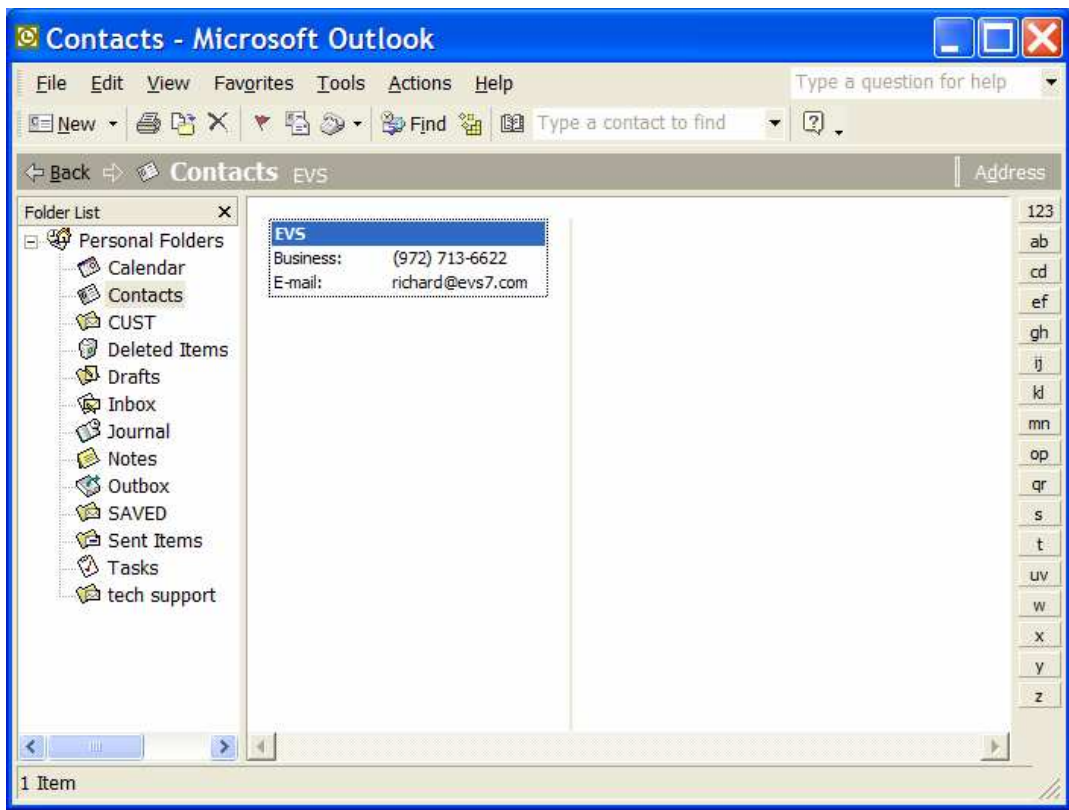 Contacts - Microsoft Outlook
File Edit View Favorites Tools Actions Help Type a question for help
New Find Type a contact to find
Back Contacts EVS Address
Folder List
Personal Folders
Calendar
Contacts
CUST
Deleted Items
Drafts
Inbox
Journal
Notes
Outbox
SAVED
Sent Items
Tasks
tech support
EVS
Business: (972) 713-6622
E-mail: richard@evs7.com
123
ab
cd
ef
gh
ij
kl
mn
op
qr
s
t
uv
w
x
y
z
1 Item